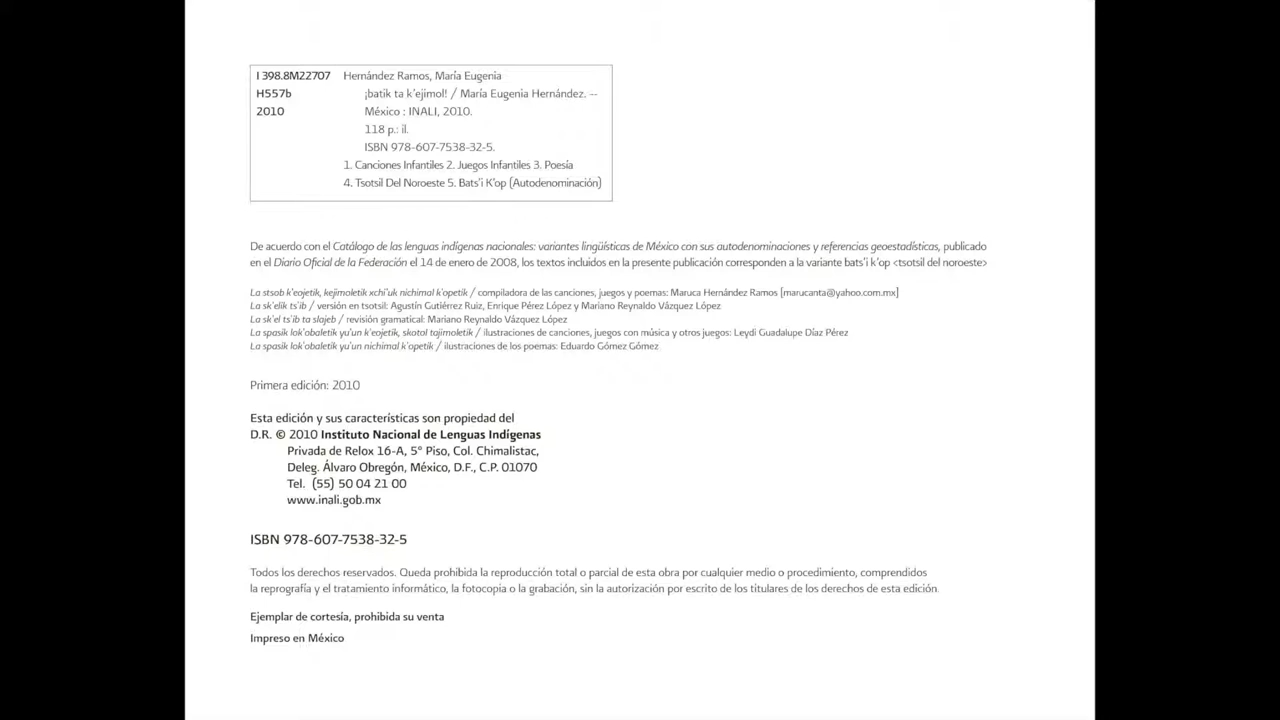 I 398.8M22707 Hernández Ramos, María Eugenia
H557b ¡batik ta k'ejimol! / María Eugenia Hernández. --
2010 México : INALI, 2010.
118 p.: il.
ISBN 978-607-7538-32-5.
1. Canciones Infantiles 2. Juegos Infantiles 3. Poesía
4. Tsotsil Del Noroeste 5. Bats'i K'op (Autodenominación)
De acuerdo con el Catálogo de las lenguas indígenas nacionales: variantes lingüísticas de México con sus autodenominaciones y referencias geoestadísticas, publicado
en el Diario Oficial de la Federación el 14 de enero de 2008, los textos incluidos en la presente publicación corresponden a la variante bats'i k'op <tsotsil del noroeste>
La stsob k'eojetik, kejimoletik xchi'uk nichimal k'opetik / compiladora de las canciones, juegos y poemas: Maruca Hernández Ramos [marucanta@yahoo.com.mx]
La sk'elik ts'ib / versión en tsotsil: Agustín Gutiérrez Ruiz, Enrique Pérez López y Mariano Reynaldo Vázquez López
La sk'el ts'ib ta slajeb / revisión gramatical: Mariano Reynaldo Vázquez López
La spasik lok'obaletik yu'un k'eojetik, skotol tajimoletik / ilustraciones de canciones, juegos con música y otros juegos: Leydi Guadalupe Díaz Pérez
La spasik lok'obaletik yu'un nichimal k'opetik / ilustraciones de los poemas: Eduardo Gómez Gómez
Primera edición: 2010
Esta edición y sus características son propiedad del
D.R. © 2010 Instituto Nacional de Lenguas Indígenas
Privada de Relox 16-A, 5° Piso, Col. Chimalistac,
Deleg. Álvaro Obregón, México, D.F., C.P. 01070
Tel. (55) 50 04 21 00
www.inali.gob.mx
ISBN 978-607-7538-32-5
Todos los derechos reservados. Queda prohibida la reproducción total o parcial de esta obra por cualquier medio o procedimiento, comprendidos
la reprografía y el tratamiento informático, la fotocopia o la grabación, sin la autorización por escrito de los titulares de los derechos de esta edición.
Ejemplar de cortesía, prohibida su venta
Impreso en México